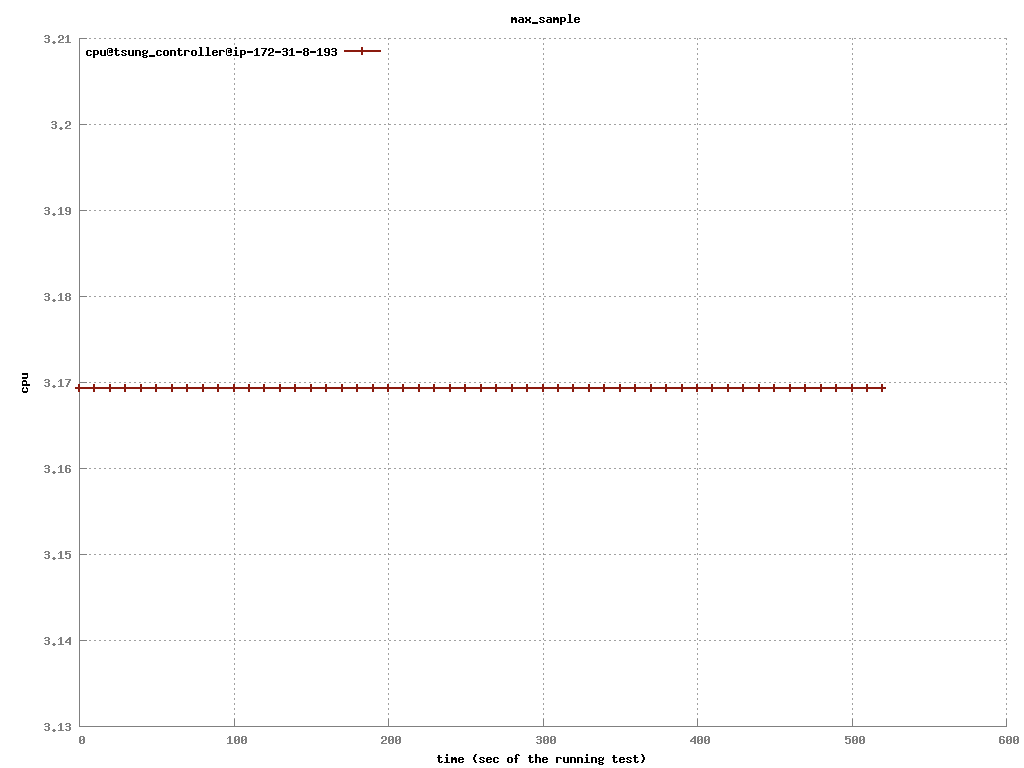 max_sample
cpu@tsung_controller@ip-172-31-8-193
3.21
3.2
3.19
3.18
3.17
3.16
3.15
3.14
3.13
cpu
0 100 200 300 400 500 600
time (sec of the running test)